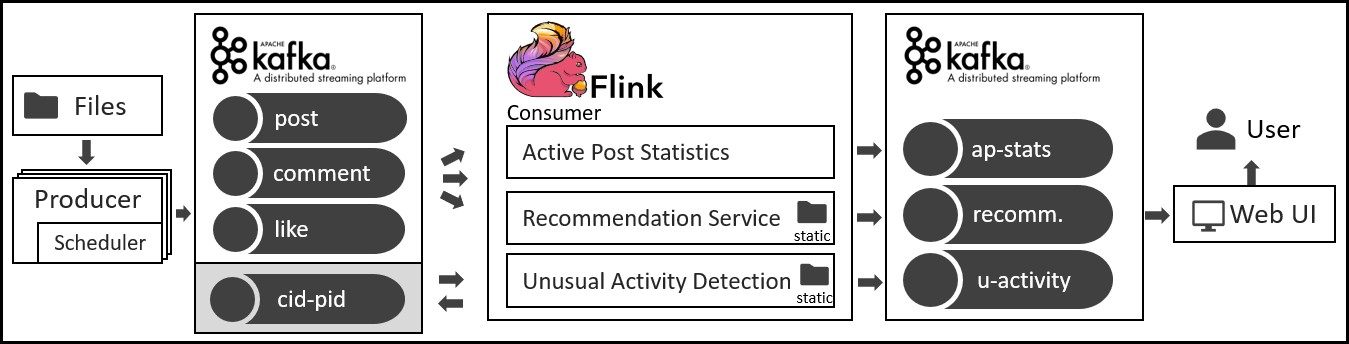 Files
Producer
Scheduler
APACHE
kafka®
A distributed streaming platform
post
comment
like
cid-pid
Flink
Consumer
Active Post Statistics
Recommendation Service
static
Unusual Activity Detection
static
APACHE
kafka®
A distributed streaming platform
ap-stats
recomm.
u-activity
User
Web UI